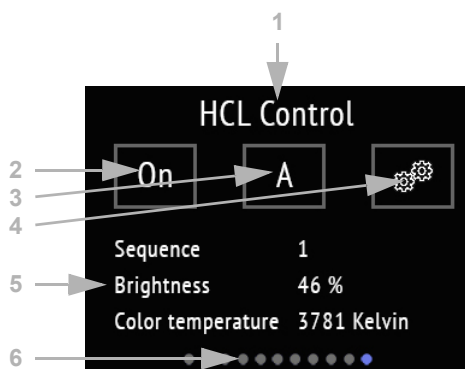 1
HCL Control
2 On A
3
4
Sequence 1
5 Brightness 46 %
Color temperature 3781 Kelvin
6